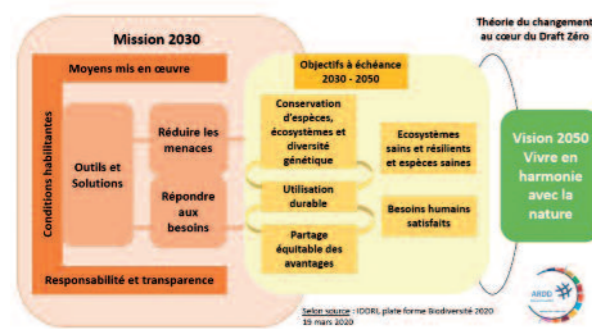 Théorie du changement
au cœur du Draft Zéro
Mission 2030
Moyens mis en œuvre
Conditions habilitantes
Outils et
Solutions
Réduire les
menaces
Répondre
aux
besoins
Responsabilité et transparence
Objectifs à échéance
2030 - 2050
Conservation
d'espèces,
écosystèmes et
diversité
génétique
Utilisation
durable
Partage
équitable des
avantages
Ecosystèmes
sains et résilients
et espèces saines
Besoins humains
satisfaits
Vision 2050
Vivre en
harmonie
avec la
nature
Selon source : IDDRI, plate forme Biodiversité 2020
19 mars 2020
ARDD